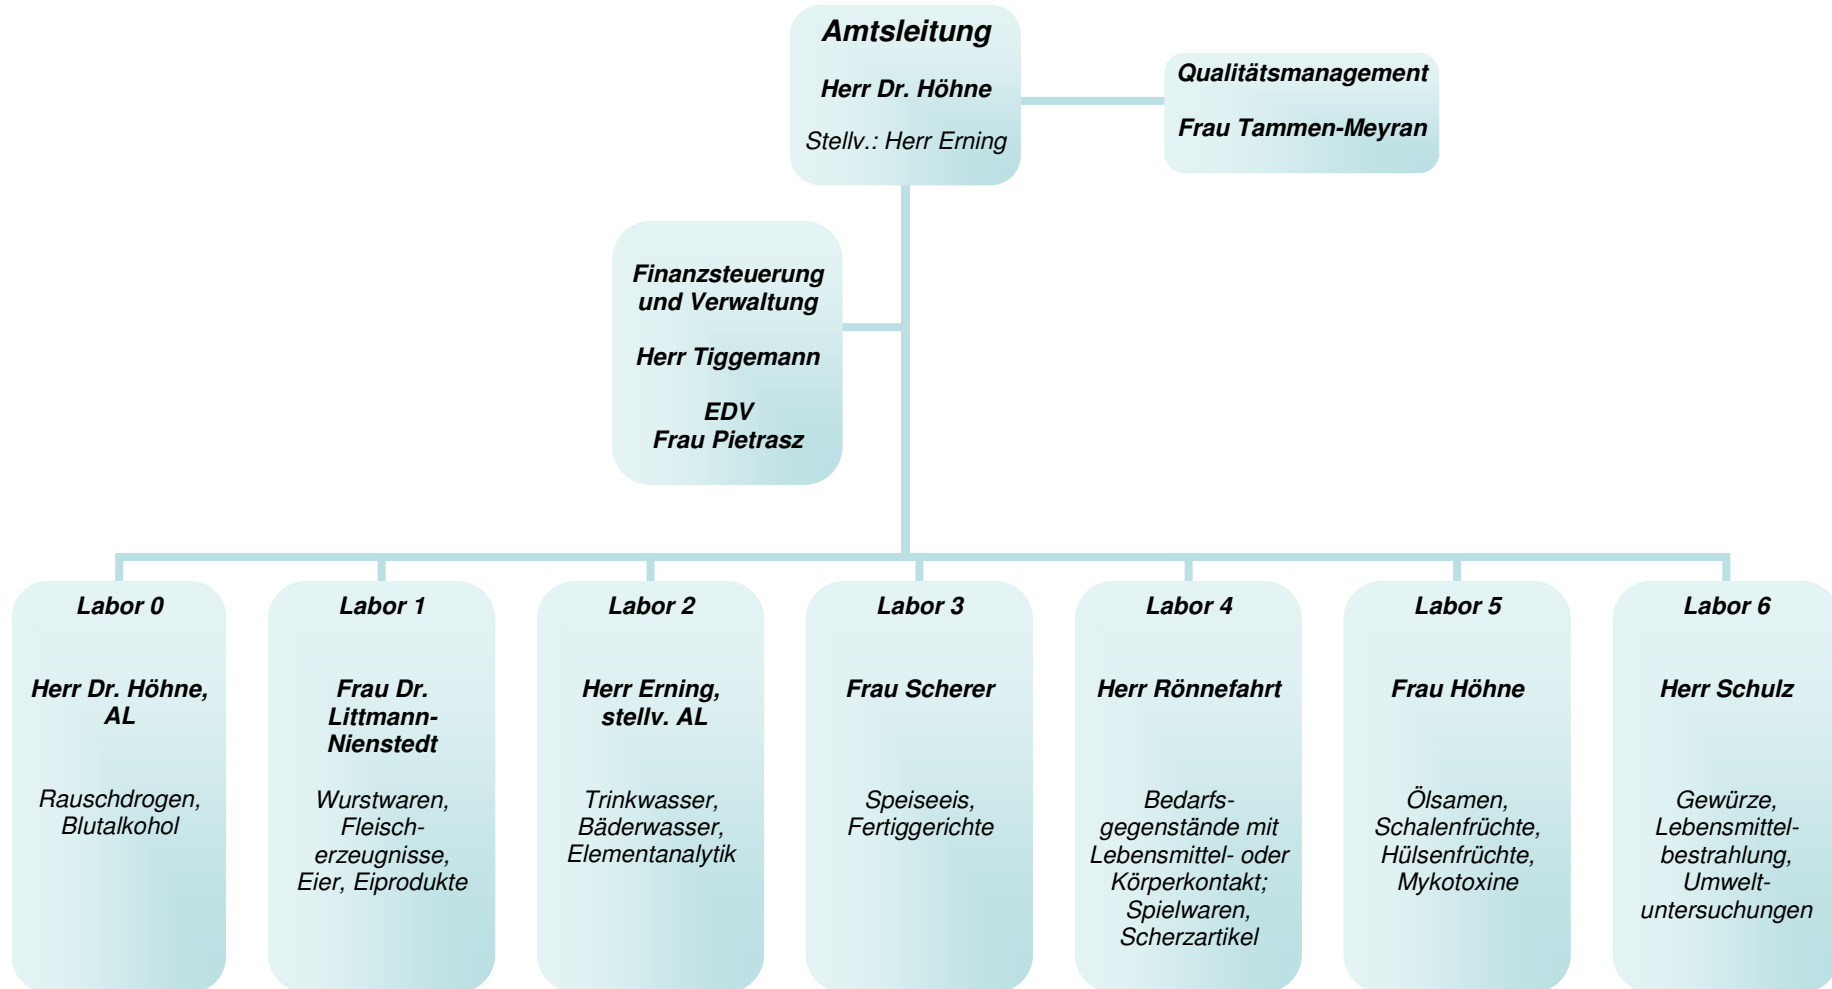 Amtsleitung
Herr Dr. Höhne
Stellv.: Herr Erning
Qualitätsmanagement
Frau Tammen-Meyran
Finanzsteuerung
und Verwaltung
Herr Tiggemann
EDV
Frau Pietrasz
Labor 0
Herr Dr. Höhne,
AL
Rauschdrogen,
Blutalkohol
Labor 1
Frau Dr.
Littmann-
Nienstedt
Wurstwaren,
Fleisch-
erzeugnisse,
Eier, Eiprodukte
Labor 2
Herr Erning,
stellv. AL
Trinkwasser,
Bäderwasser,
Elementanalytik
Labor 3
Frau Scherer
Speiseeis,
Fertiggerichte
Labor 4
Herr Rönnefahrt
Bedarfs-
gegenstände mit
Lebensmittel- oder
Körperkontakt;
Spielwaren,
Scherzartikel
Labor 5
Frau Höhne
Ölsamen,
Schalenfrüchte,
Hülsenfrüchte,
Mykotoxine
Labor 6
Herr Schulz
Gewürze,
Lebensmittel-
bestrahlung,
Umwelt-
untersuchungen